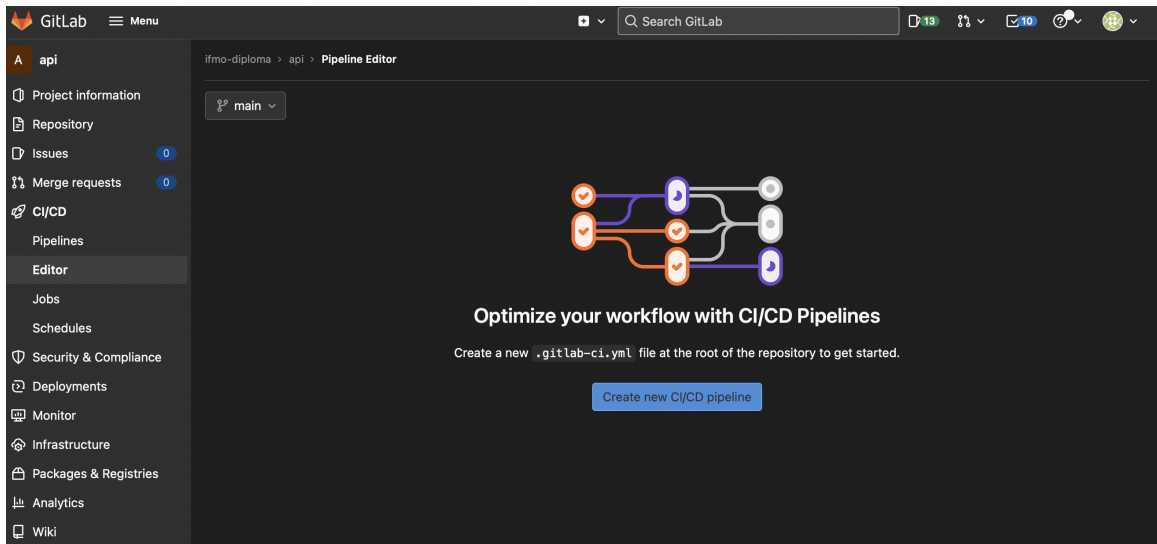 GitLab Menu Search GitLab 13 10
A api
ifmo-diploma > api > Pipeline Editor
main
Project information
Repository
Issues 0
Merge requests 0
CI/CD
Pipelines
Editor
Jobs
Schedules
Security & Compliance
Deployments
Monitor
Infrastructure
Packages & Registries
Analytics
Wiki
Optimize your workflow with CI/CD Pipelines
Create a new .gitlab-ci.yml file at the root of the repository to get started.
Create new CI/CD pipeline